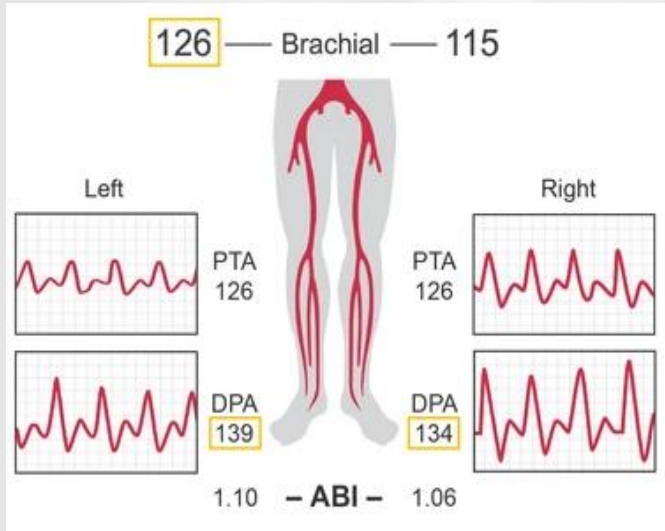 126 — Brachial — 115
Left
Right
PTA
126
PTA
126
DPA
139
DPA
134
1.10 – ABI – 1.06